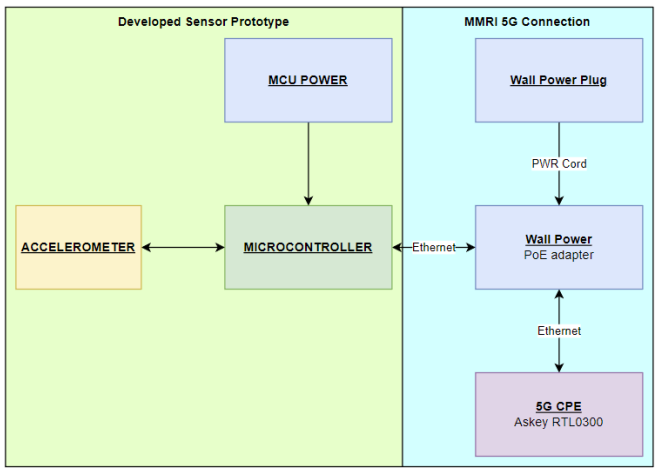 Developed Sensor Prototype
MMRI 5G Connection
MCU POWER
Wall Power Plug
PWR Cord
ACCELEROMETER
MICROCONTROLLER
Ethernet
Wall Power
PoE adapter
Ethernet
5G CPE
Askey RTL0300